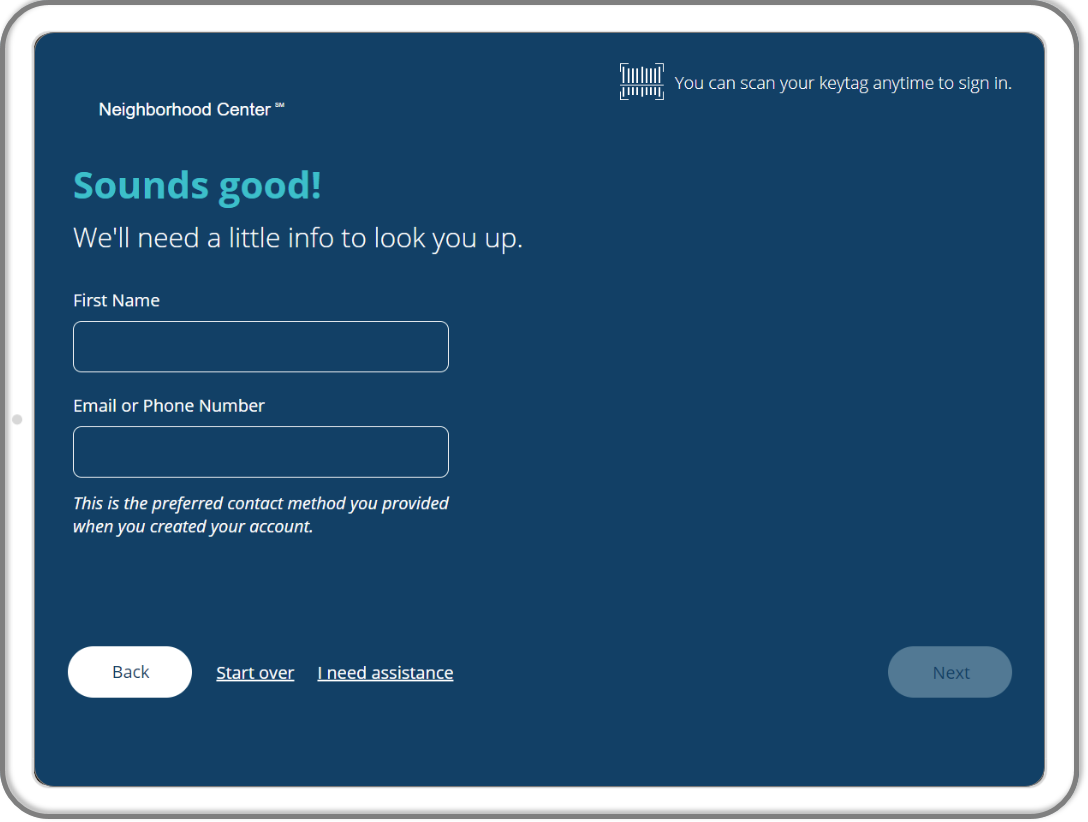 You can scan your keytag anytime to sign in.
Neighborhood Center ℠
Sounds good!
We'll need a little info to look you up.
First Name
Email or Phone Number
This is the preferred contact method you provided
when you created your account.
Back
Start over
I need assistance
Next